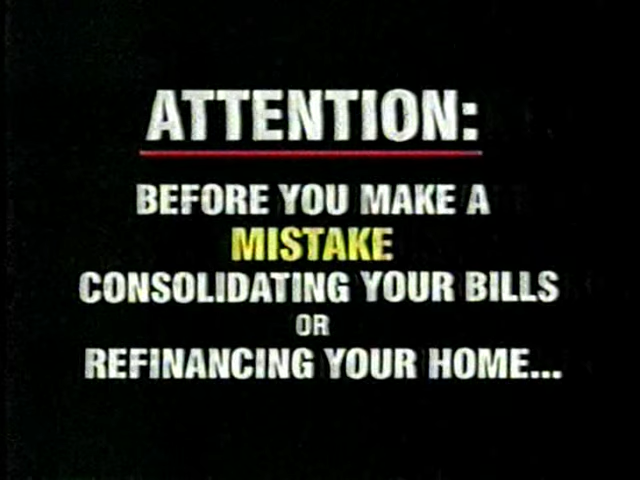 ATTENTION:
BEFORE YOU MAKE A
MISTAKE
CONSOLIDATING YOUR BILLS
OR
REFINANCING YOUR HOME...